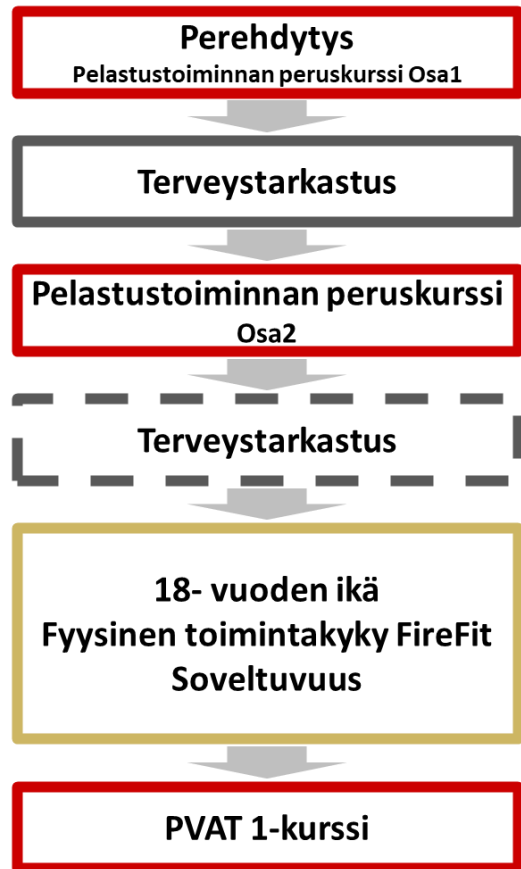 Perehdytys
Pelastustoiminnan peruskurssi Osa1
Terveystarkastus
Pelastustoiminnan peruskurssi
Osa2
Terveystarkastus
18- vuoden ikä
Fyysinen toimintakyky FireFit
Soveltuvuus
PVAT 1-kurssi